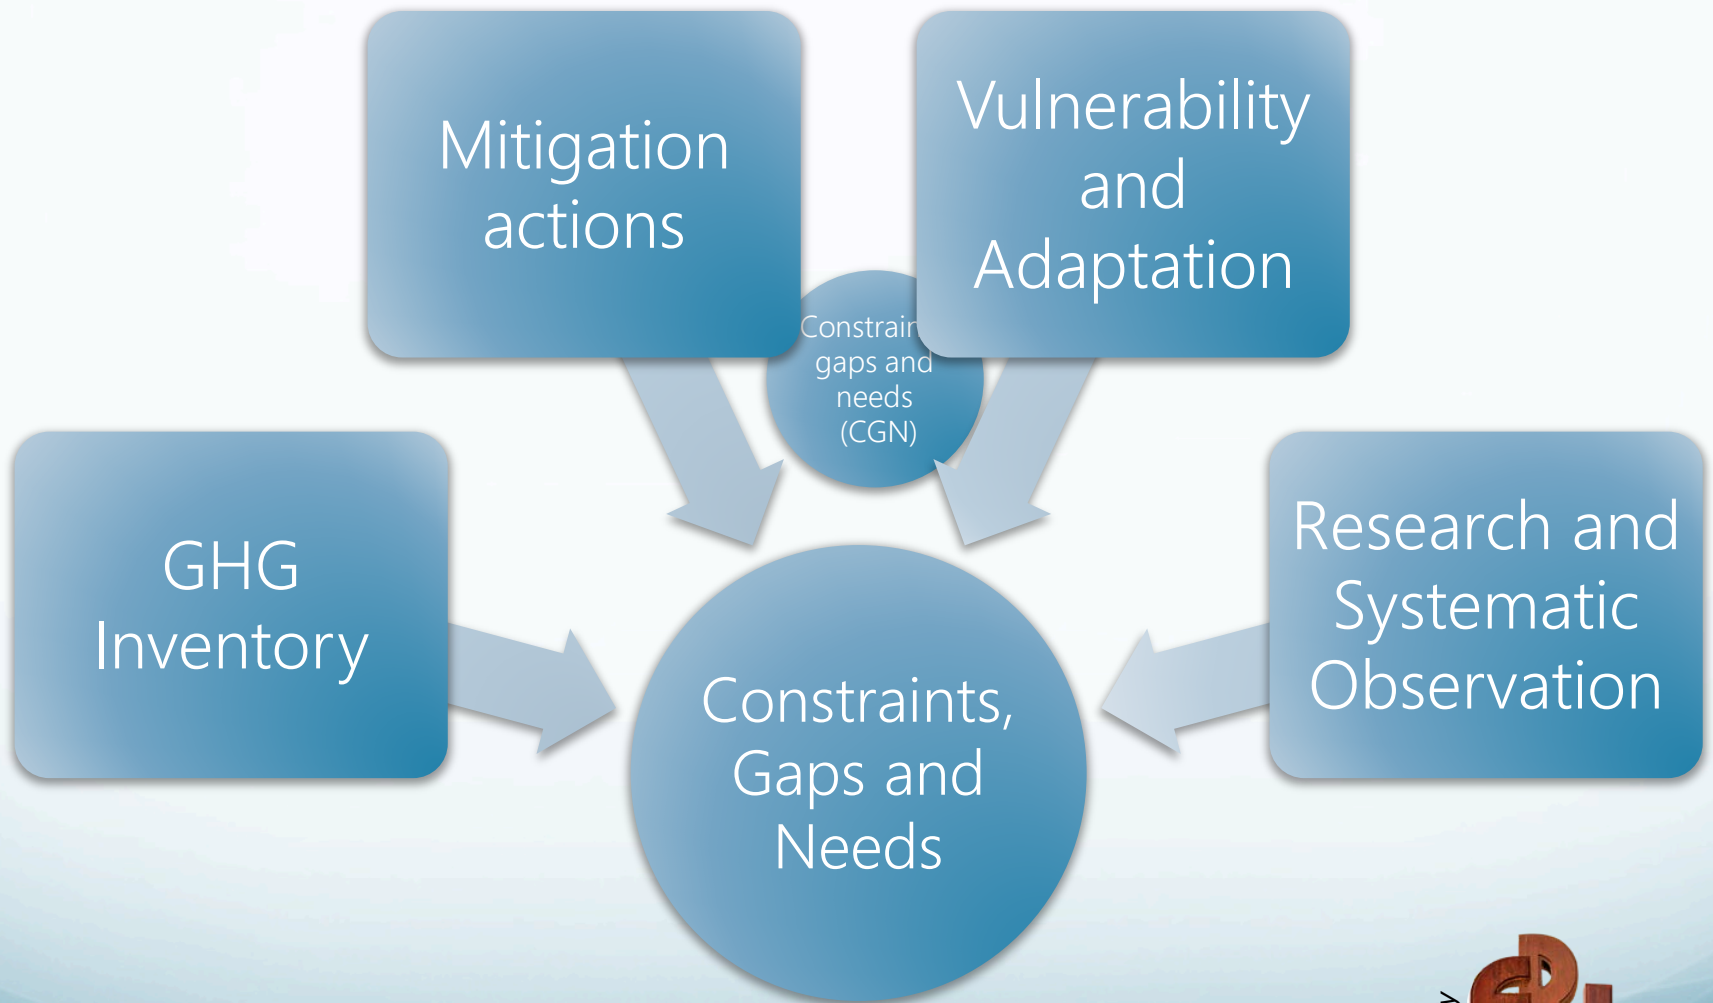 Mitigation
actions
Vulnerability
and
Adaptation
gaps and
needs
(CGN)
GHG
Inventory
Constraints,
Gaps and
Needs
Research and
Systematic
Observation